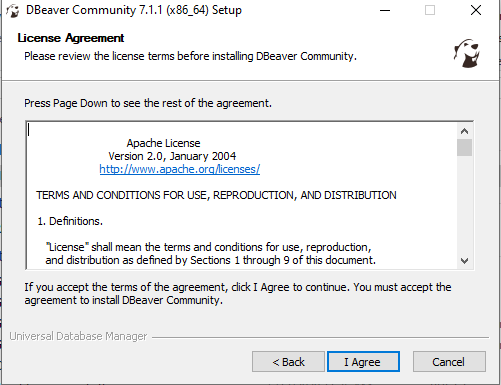 DBeaver Community 7.1.1 (x86_64) Setup
License Agreement
Please review the license terms before installing DBeaver Community.
Press Page Down to see the rest of the agreement.
Apache License
Version 2.0, January 2004
http://www.apache.org/licenses/
TERMS AND CONDITIONS FOR USE, REPRODUCTION, AND DISTRIBUTION
1. Definitions.
"License" shall mean the terms and conditions for use, reproduction,
and distribution as defined by Sections 1 through 9 of this document.
If you accept the terms of the agreement, click I Agree to continue. You must accept the
agreement to install DBeaver Community.
Universal Database Manager
< Back
I Agree
Cancel